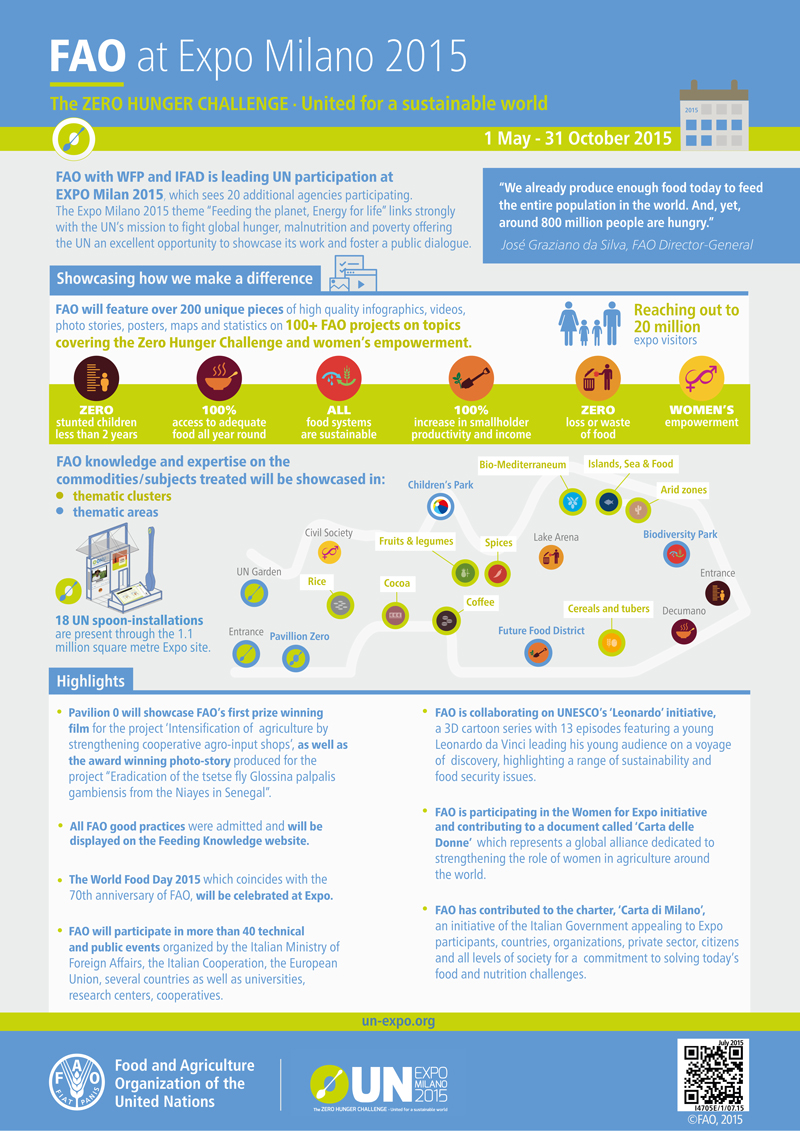 FAO at Expo Milano 2015
The ZERO HUNGER CHALLENGE · United for a sustainable world
2015
1 May - 31 October 2015
FAO with WFP and IFAD is leading UN participation at
EXPO Milan 2015, which sees 20 additional agencies participating.
The Expo Milano 2015 theme “Feeding the planet, Energy for life” links strongly
with the UN’s mission to fight global hunger, malnutrition and poverty offering
the UN an excellent opportunity to showcase its work and foster a public dialogue.
“We already produce enough food today to feed
the entire population in the world. And, yet,
around 800 million people are hungry.”
José Graziano da Silva, FAO Director-General
Showcasing how we make a difference
FAO will feature over 200 unique pieces of high quality infographics, videos,
photo stories, posters, maps and statistics on 100+ FAO projects on topics
covering the Zero Hunger Challenge and women’s empowerment.
Reaching out to
20 million
expo visitors
ZERO
stunted children
less than 2 years
100%
access to adequate
food all year round
ALL
food systems
are sustainable
100%
increase in smallholder
productivity and income
ZERO
loss or waste
of food
WOMEN’S
empowerment
FAO knowledge and expertise on the
commodities/subjects treated will be showcased in:
• thematic clusters
• thematic areas
18 UN spoon-installations
are present through the 1.1
million square metre Expo site.
Children’s Park
Bio-Mediterraneum
Islands, Sea & Food
Arid zones
Civil Society
Fruits & legumes
Spices
Lake Arena
Biodiversity Park
UN Garden
Rice
Cocoa
Coffee
Entrance
Cereals and tubers
Decumano
Entrance
Pavillion Zero
Future Food District
Highlights
• Pavilion 0 will showcase FAO’s first prize winning
film for the project ‘Intensification of agriculture by
strengthening cooperative agro-input shops’, as well as
the award winning photo-story produced for the
project “Eradication of the tsetse fly Glossina palpalis
gambiensis from the Niayes in Senegal”.
• All FAO good practices were admitted and will be
displayed on the Feeding Knowledge website.
• The World Food Day 2015 which coincides with the
70th anniversary of FAO, will be celebrated at Expo.
• FAO will participate in more than 40 technical
and public events organized by the Italian Ministry of
Foreign Affairs, the Italian Cooperation, the European
Union, several countries as well as universities,
research centers, cooperatives.
• FAO is collaborating on UNESCO’s ‘Leonardo’ initiative,
a 3D cartoon series with 13 episodes featuring a young
Leonardo da Vinci leading his young audience on a voyage
of discovery, highlighting a range of sustainability and
food security issues.
• FAO is participating in the Women for Expo initiative
and contributing to a document called ‘Carta delle
Donne’ which represents a global alliance dedicated to
strengthening the role of women in agriculture around
the world.
• FAO has contributed to the charter, ‘Carta di Milano’,
an initiative of the Italian Government appealing to Expo
participants, countries, organizations, private sector, citizens
and all levels of society for a commitment to solving today’s
food and nutrition challenges.
un-expo.org
F A O
FIAT PANIS
Food and Agriculture
Organization of the
United Nations
UN EXPO
MILANO
2015
The ZERO HUNGER CHALLENGE · United for a sustainable world
July 2015
I4705E/1/07.15
©FAO, 2015